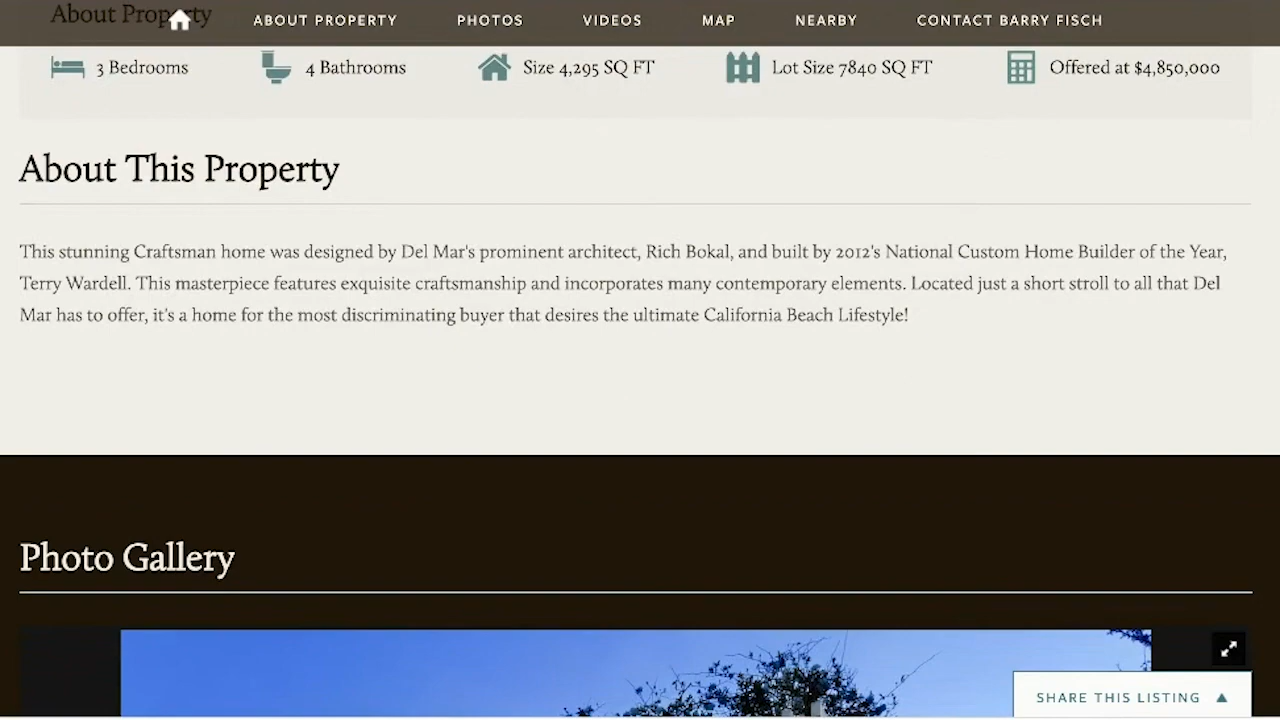 About Property
ABOUT PROPERTY PHOTOS VIDEOS MAP NEARBY CONTACT BARRY FISCH
3 Bedrooms 4 Bathrooms Size 4,295 SQ FT Lot Size 7840 SQ FT Offered at $4,850,000
About This Property
This stunning Craftsman home was designed by Del Mar's prominent architect, Rich Bokal, and built by 2012's National Custom Home Builder of the Year,
Terry Wardell. This masterpiece features exquisite craftsmanship and incorporates many contemporary elements. Located just a short stroll to all that Del
Mar has to offer, it's a home for the most discriminating buyer that desires the ultimate California Beach Lifestyle!
Photo Gallery
SHARE THIS LISTING